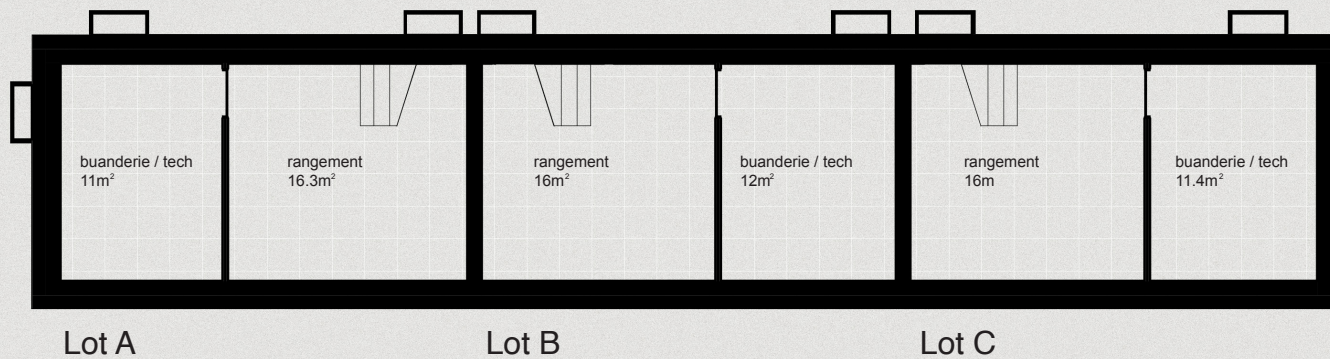 buanderie / tech
11m²
rangement
16.3m²
rangement
16m²
buanderie / tech
12m²
rangement
16m
buanderie / tech
11.4m²
Lot A
Lot B
Lot C